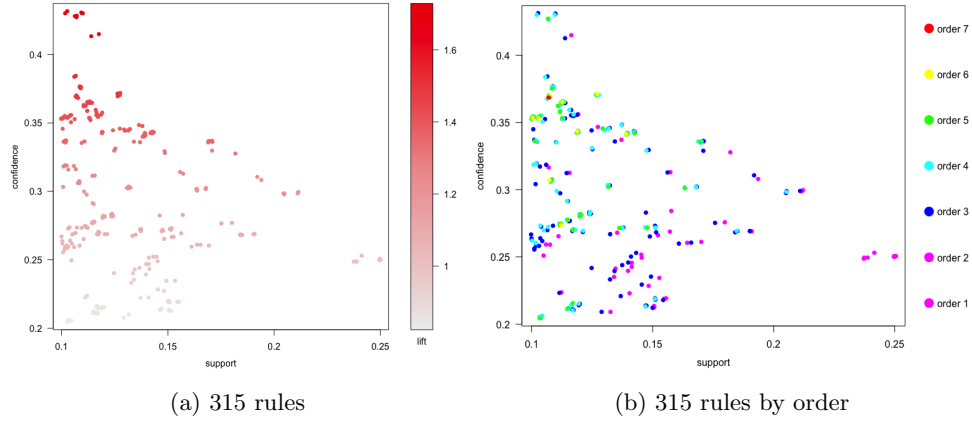 0.4
0.35
0.3
0.25
0.2
confidence
0.1
0.15
0.2
0.25
support
1.6
1.4
1.2
1
lift
0.4
0.35
0.3
0.25
0.2
confidence
0.1
0.15
0.2
0.25
support
order 7
order 6
order 5
order 4
order 3
order 2
order 1
(a) 315 rules
(b) 315 rules by order